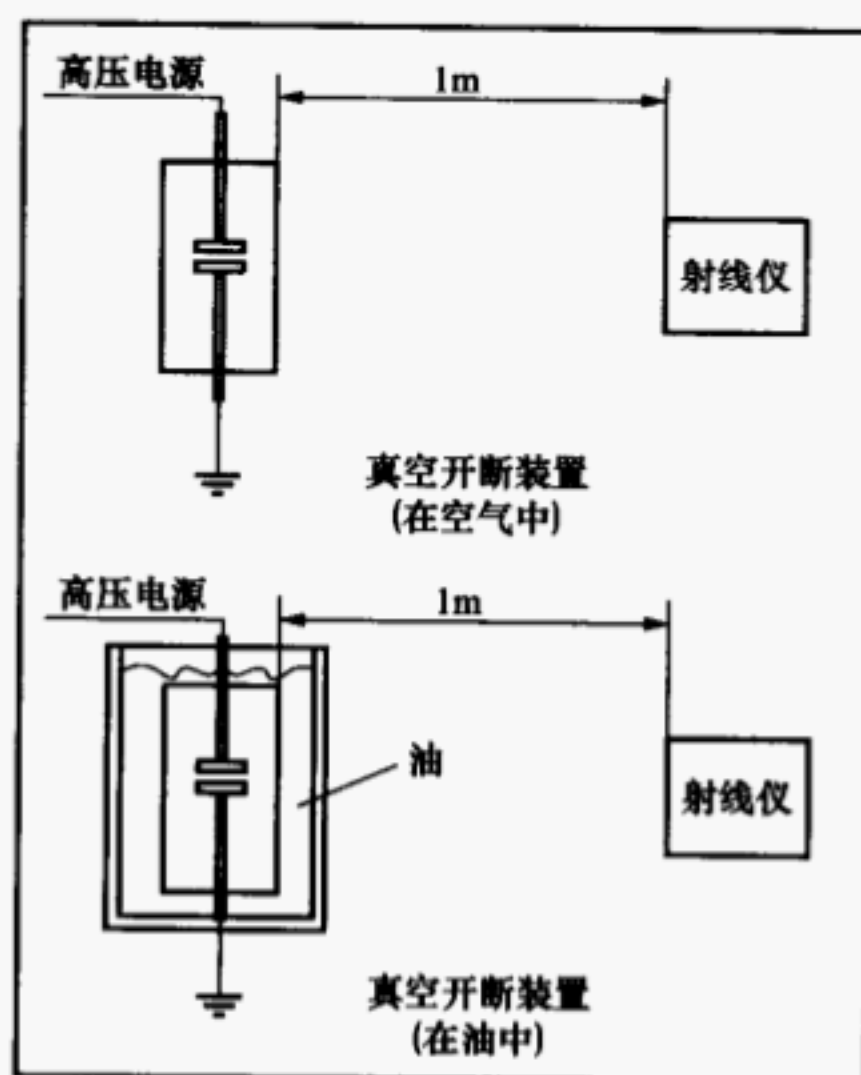 高压电源
1m
射线仪
真空开断装置
(在空气中)
高压电源
1m
油
射线仪
真空开断装置
(在油中)